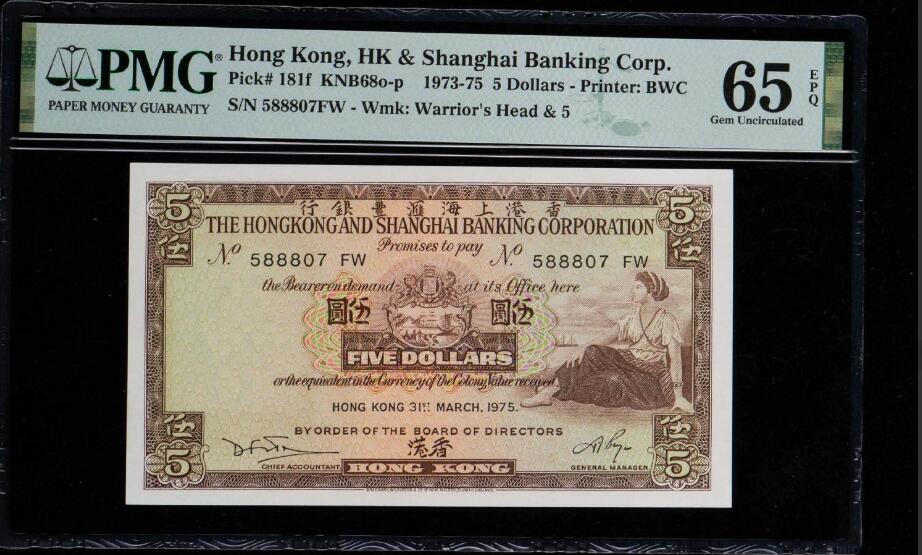 PMG®
PAPER MONEY GUARANTY
Hong Kong, HK & Shanghai Banking Corp.
Pick# 181f KNB68o-p 1973-75 5 Dollars - Printer: BWC
S/N 588807FW - Wmk: Warrior's Head & 5
65 EPQ
Gem Uncirculated
5 5
行銀豐滙海上港香
THE HONGKONG AND SHANGHAI BANKING CORPORATION
伍 伍
Promises to pay
Nº 588807 FW Nº 588807 FW
the Bearer on demand at its Office here
圓伍 圓伍
FIVE DOLLARS
or the equivalent in the Currency of the Colony, Value received.
HONG KONG 31ST MARCH, 1975.
BY ORDER OF THE BOARD OF DIRECTORS
伍 港香 伍
5 5
CHIEF ACCOUNTANT GENERAL MANAGER
HONG KONG